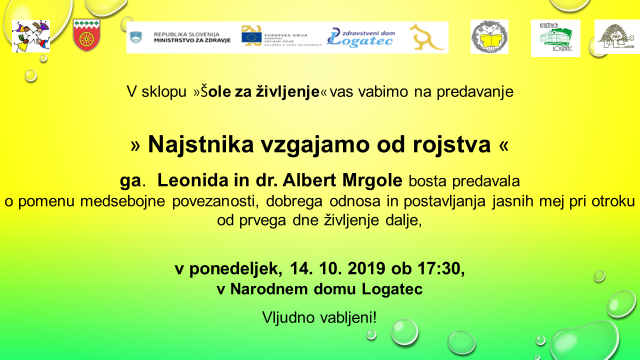 REPUBLIKA SLOVENIJA
MINISTRSTVO ZA ZDRAVJE
EVROPSKA UNIJA
Zdravstveni dom
Logatec
KNJIŽNICA
LOGATEC
V sklopu »Šole za življenje« vas vabimo na predavanje
» Najstnika vzgajamo od rojstva «
ga. Leonida in dr. Albert Mrgole bosta predavala
o pomenu medsebojne povezanosti, dobrega odnosa in postavljanja jasnih mej pri otroku
od prvega dne življenje dalje,
v ponedeljek, 14. 10. 2019 ob 17:30,
v Narodnem domu Logatec
Vljudno vabljeni!